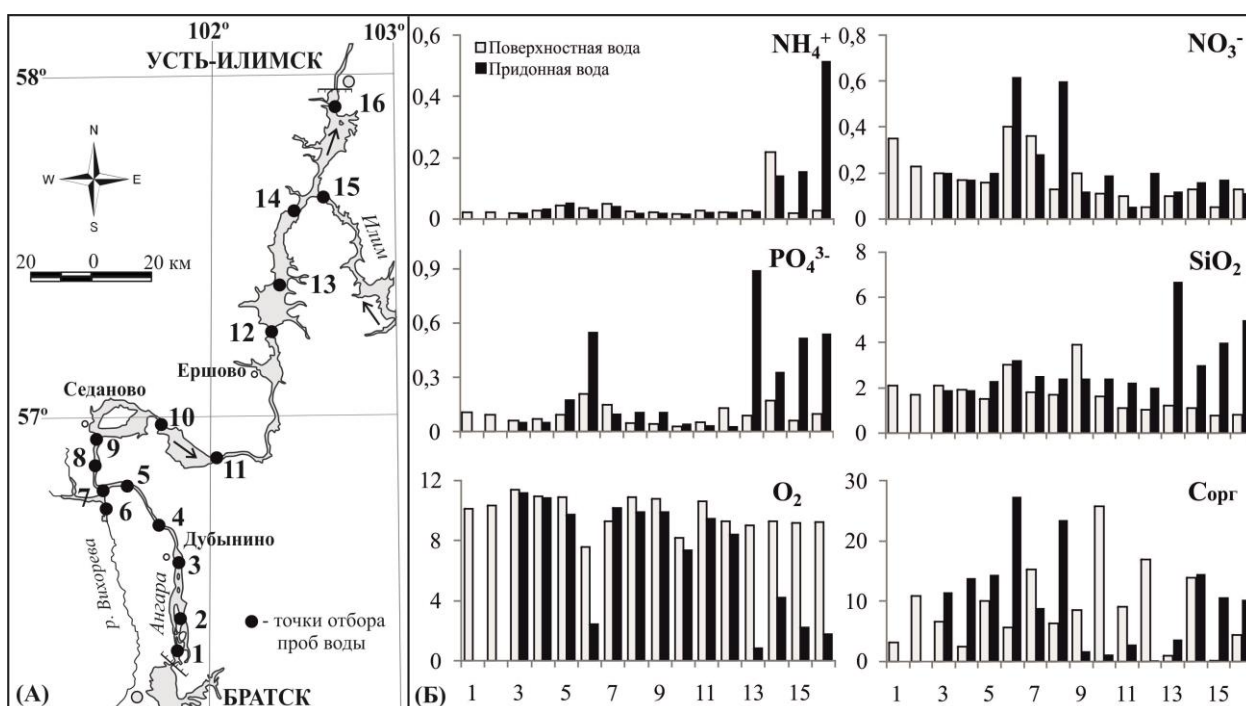 102º 103º
УСТЬ-ИЛИМСК
58º
16
N
W E
S
15
14
Илим
20 0 20 км
13
12
Ершово
Седаново
57º
10
9
11
8
5
7
6
4
Дубынино
3
р. Вихорева
Ангара
2
● - точки отбора
проб воды
1
(А)
БРАТСК
0,6
NH₄⁺
Поверхностная вода
Придонная вода
0,4
0,2
0
0,8
NO₃⁻
0,6
0,4
0,2
0
PO₄³⁻
0,9
0,6
0,3
0
8
SiO₂
6
4
2
0
O₂
12
8
4
0
30
Cорг
20
10
0
(Б)
1 3 5 7 9 11 13 15
1 3 5 7 9 11 13 15